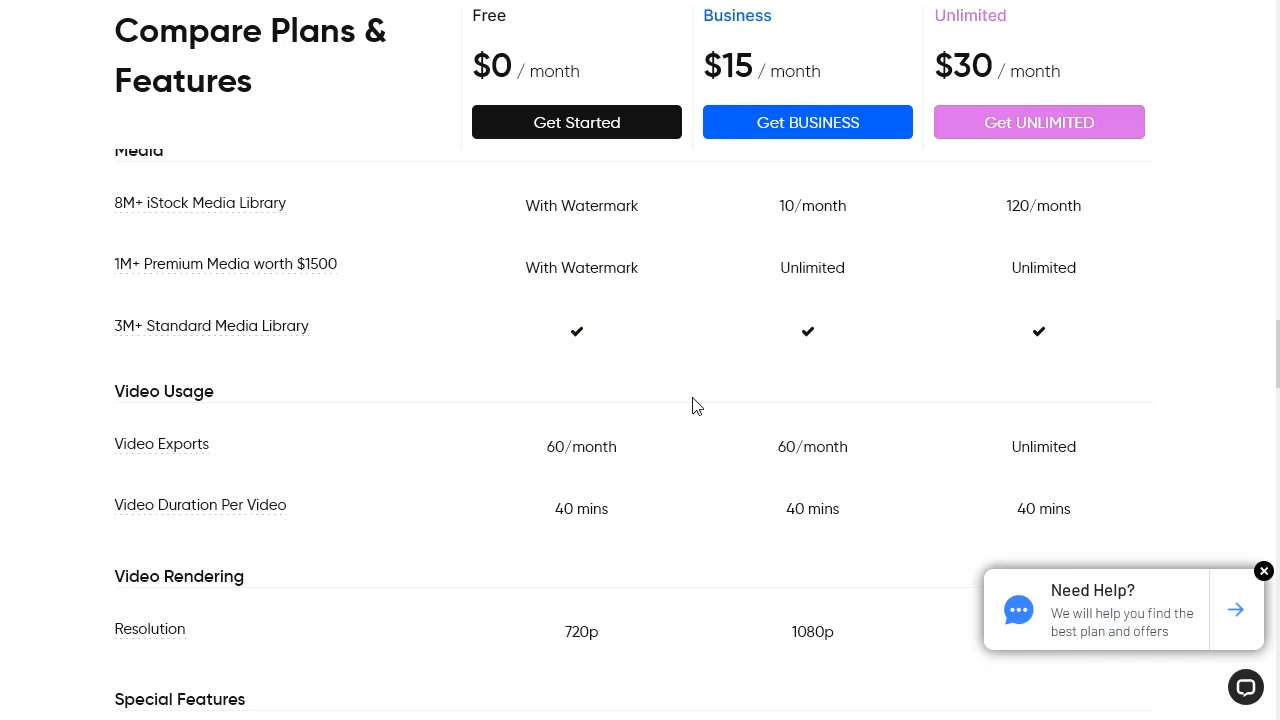 Compare Plans &
Features
Free
Business
Unlimited
$0 / month
$15 / month
$30 / month
Get Started
Get BUSINESS
Get UNLIMITED
Media
8M+ iStock Media Library
With Watermark
10/month
120/month
1M+ Premium Media worth $1500
With Watermark
Unlimited
Unlimited
3M+ Standard Media Library
Video Usage
Video Exports
60/month
60/month
Unlimited
Video Duration Per Video
40 mins
40 mins
40 mins
Video Rendering
Resolution
720p
1080p
Need Help?
We will help you find the
best plan and offers
Special Features